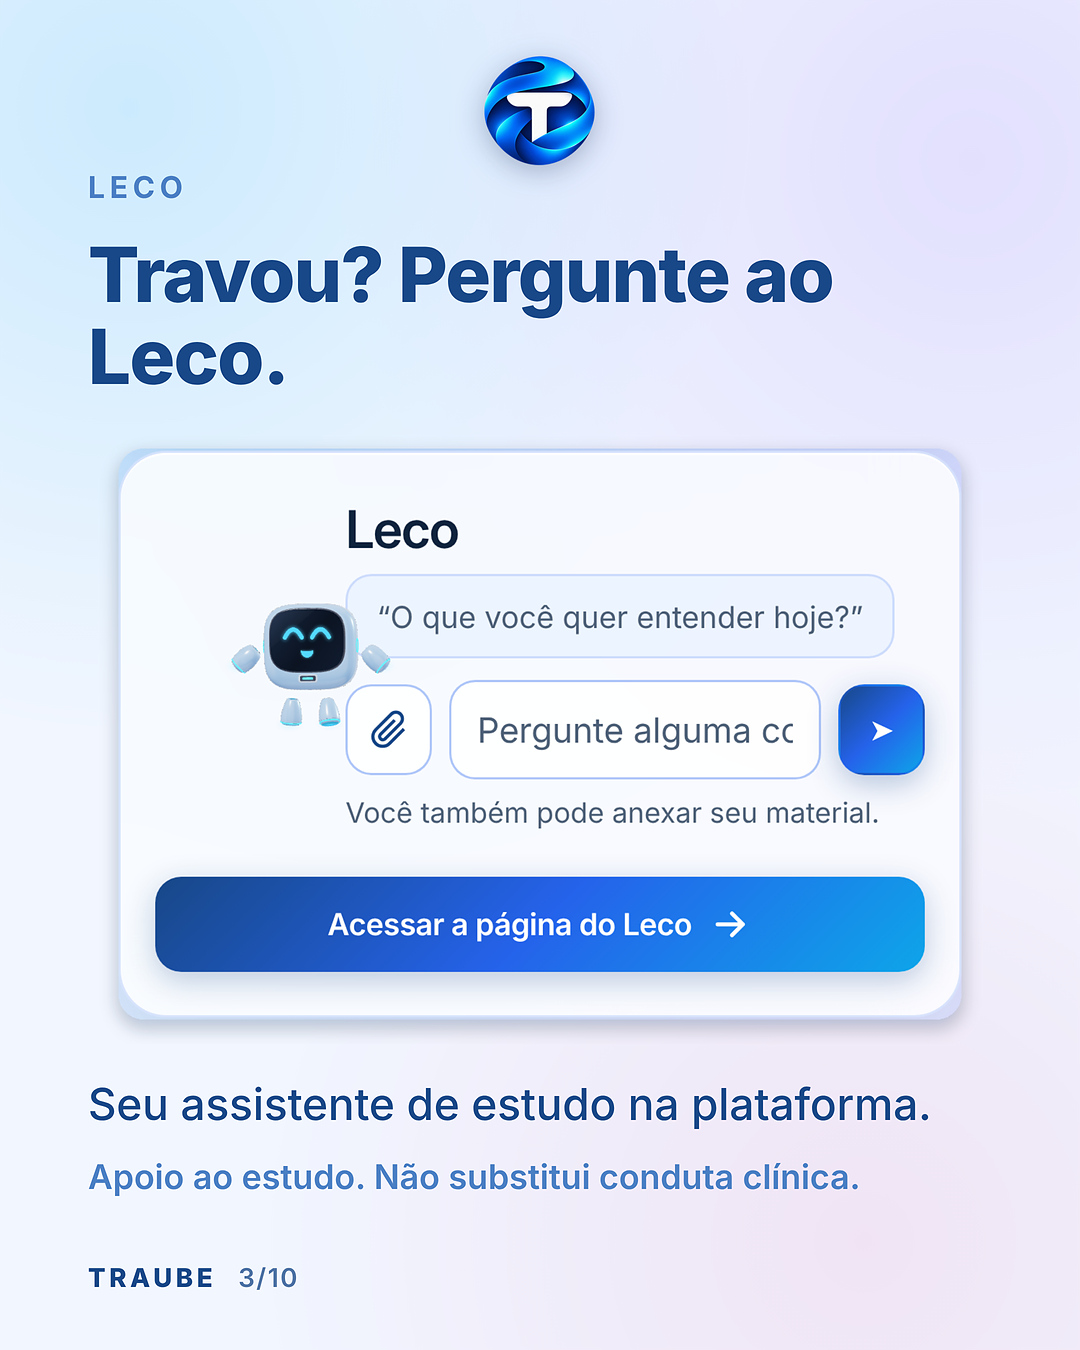 T
LECO
Travou? Pergunte ao
Leco.
Leco
“O que você quer entender hoje?”
Pergunte alguma co
Você também pode anexar seu material.
Acessar a página do Leco →
Seu assistente de estudo na plataforma.
Apoio ao estudo. Não substitui conduta clínica.
TRAUBE 3/10